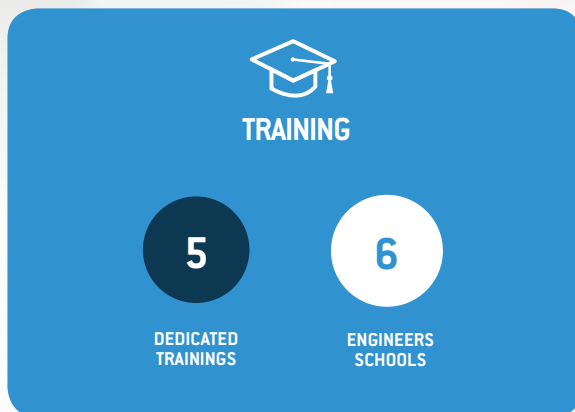 TRAINING
5
6
DEDICATED
TRAININGS
ENGINEERS
SCHOOLS